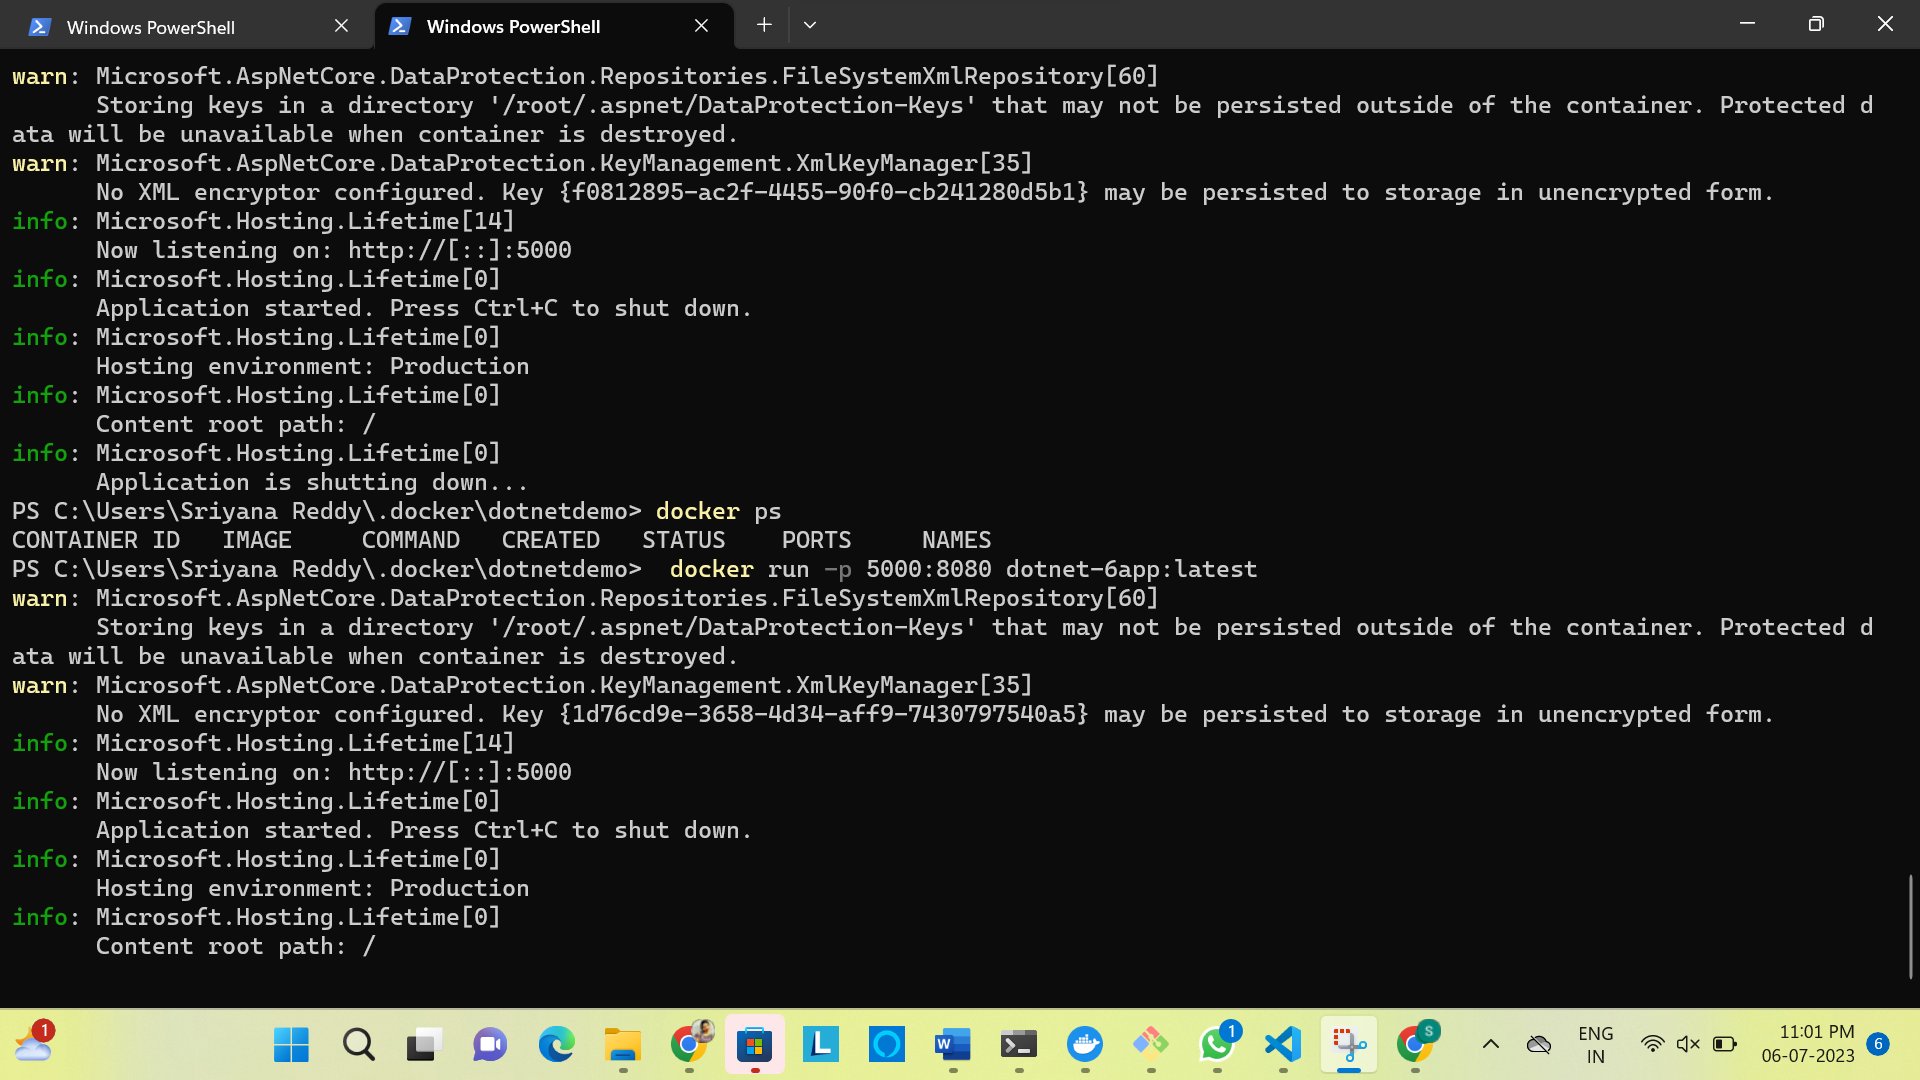 Windows PowerShell
Windows PowerShell
warn: Microsoft.AspNetCore.DataProtection.Repositories.FileSystemXmlRepository[60]
Storing keys in a directory '/root/.aspnet/DataProtection-Keys' that may not be persisted outside of the container. Protected d
ata will be unavailable when container is destroyed.
warn: Microsoft.AspNetCore.DataProtection.KeyManagement.XmlKeyManager[35]
No XML encryptor configured. Key {f0812895-ac2f-4455-90f0-cb241280d5b1} may be persisted to storage in unencrypted form.
info: Microsoft.Hosting.Lifetime[14]
Now listening on: http://[::]:5000
info: Microsoft.Hosting.Lifetime[0]
Application started. Press Ctrl+C to shut down.
info: Microsoft.Hosting.Lifetime[0]
Hosting environment: Production
info: Microsoft.Hosting.Lifetime[0]
Content root path: /
info: Microsoft.Hosting.Lifetime[0]
Application is shutting down...
PS C:\Users\Sriyana Reddy\.docker\dotnetdemo> docker ps
CONTAINER ID   IMAGE     COMMAND   CREATED   STATUS    PORTS     NAMES
PS C:\Users\Sriyana Reddy\.docker\dotnetdemo>  docker run -p 5000:8080 dotnet-6app:latest
warn: Microsoft.AspNetCore.DataProtection.Repositories.FileSystemXmlRepository[60]
Storing keys in a directory '/root/.aspnet/DataProtection-Keys' that may not be persisted outside of the container. Protected d
ata will be unavailable when container is destroyed.
warn: Microsoft.AspNetCore.DataProtection.KeyManagement.XmlKeyManager[35]
No XML encryptor configured. Key {1d76cd9e-3658-4d34-aff9-7430797540a5} may be persisted to storage in unencrypted form.
info: Microsoft.Hosting.Lifetime[14]
Now listening on: http://[::]:5000
info: Microsoft.Hosting.Lifetime[0]
Application started. Press Ctrl+C to shut down.
info: Microsoft.Hosting.Lifetime[0]
Hosting environment: Production
info: Microsoft.Hosting.Lifetime[0]
Content root path: /
1
L
W
1
S
ENG
IN
11:01 PM
06-07-2023
6